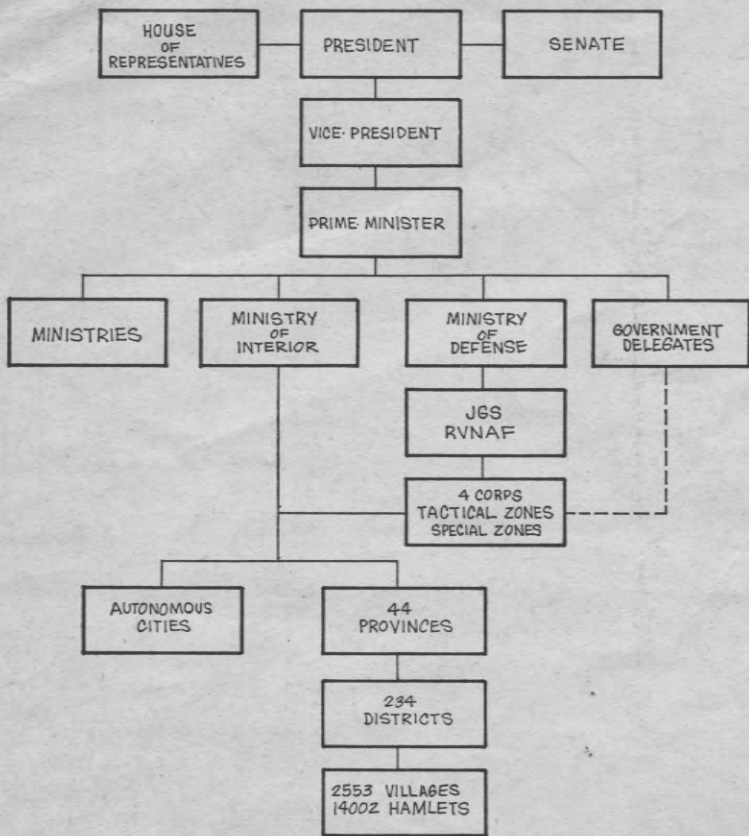 HOUSE
OF
REPRESENTATIVES
PRESIDENT
SENATE
VICE-PRESIDENT
PRIME-MINISTER
MINISTRIES
MINISTRY
OF
INTERIOR
MINISTRY
OF
DEFENSE
GOVERNMENT
DELEGATES
JGS
RVNAF
4 CORPS
TACTICAL ZONES
SPECIAL ZONES
AUTONOMOUS
CITIES
44
PROVINCES
234
DISTRICTS
2553 VILLAGES
14002 HAMLETS